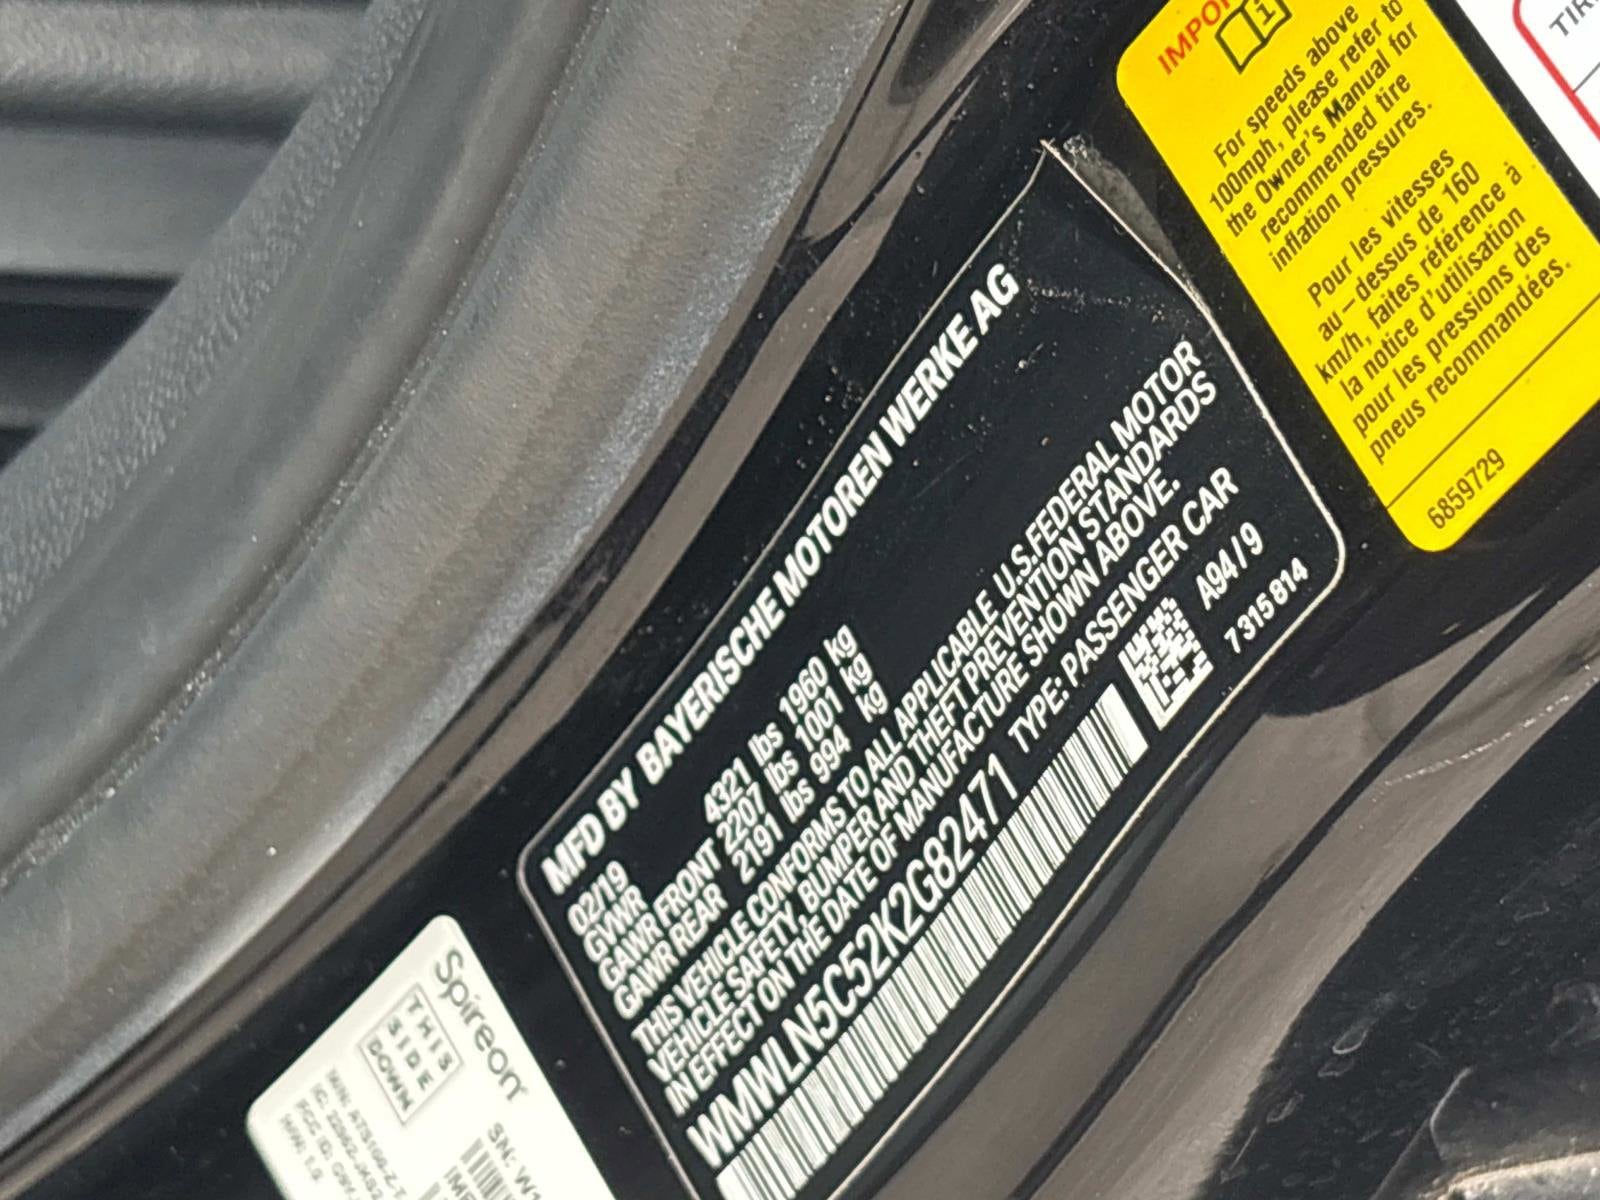 For speeds above
100mph, please refer to
the Owner's Manual for
recommended tire
inflation pressures.
Pour les vitesses
au-dessus de 160
km/h, faites référence à
la notice d'utilisation
pour les pressions des
pneus recommandées.
6859729
MFD BY BAYERISCHE MOTOREN WERKE AG
02/19
GVWR 4321 lbs 1960 kg
GAWR FRONT 2207 lbs 1001 kg
GAWR REAR 2191 lbs 994 kg
THIS VEHICLE CONFORMS TO ALL APPLICABLE U.S.FEDERAL MOTOR
VEHICLE SAFETY, BUMPER AND THEFT PREVENTION STANDARDS
IN EFFECT ON THE DATE OF MANUFACTURE SHOWN ABOVE.
WMWLN5C52K2G82471 TYPE: PASSENGER CAR
A94/9
7 315 814
Spireon
THIS
SIDE
DOWN